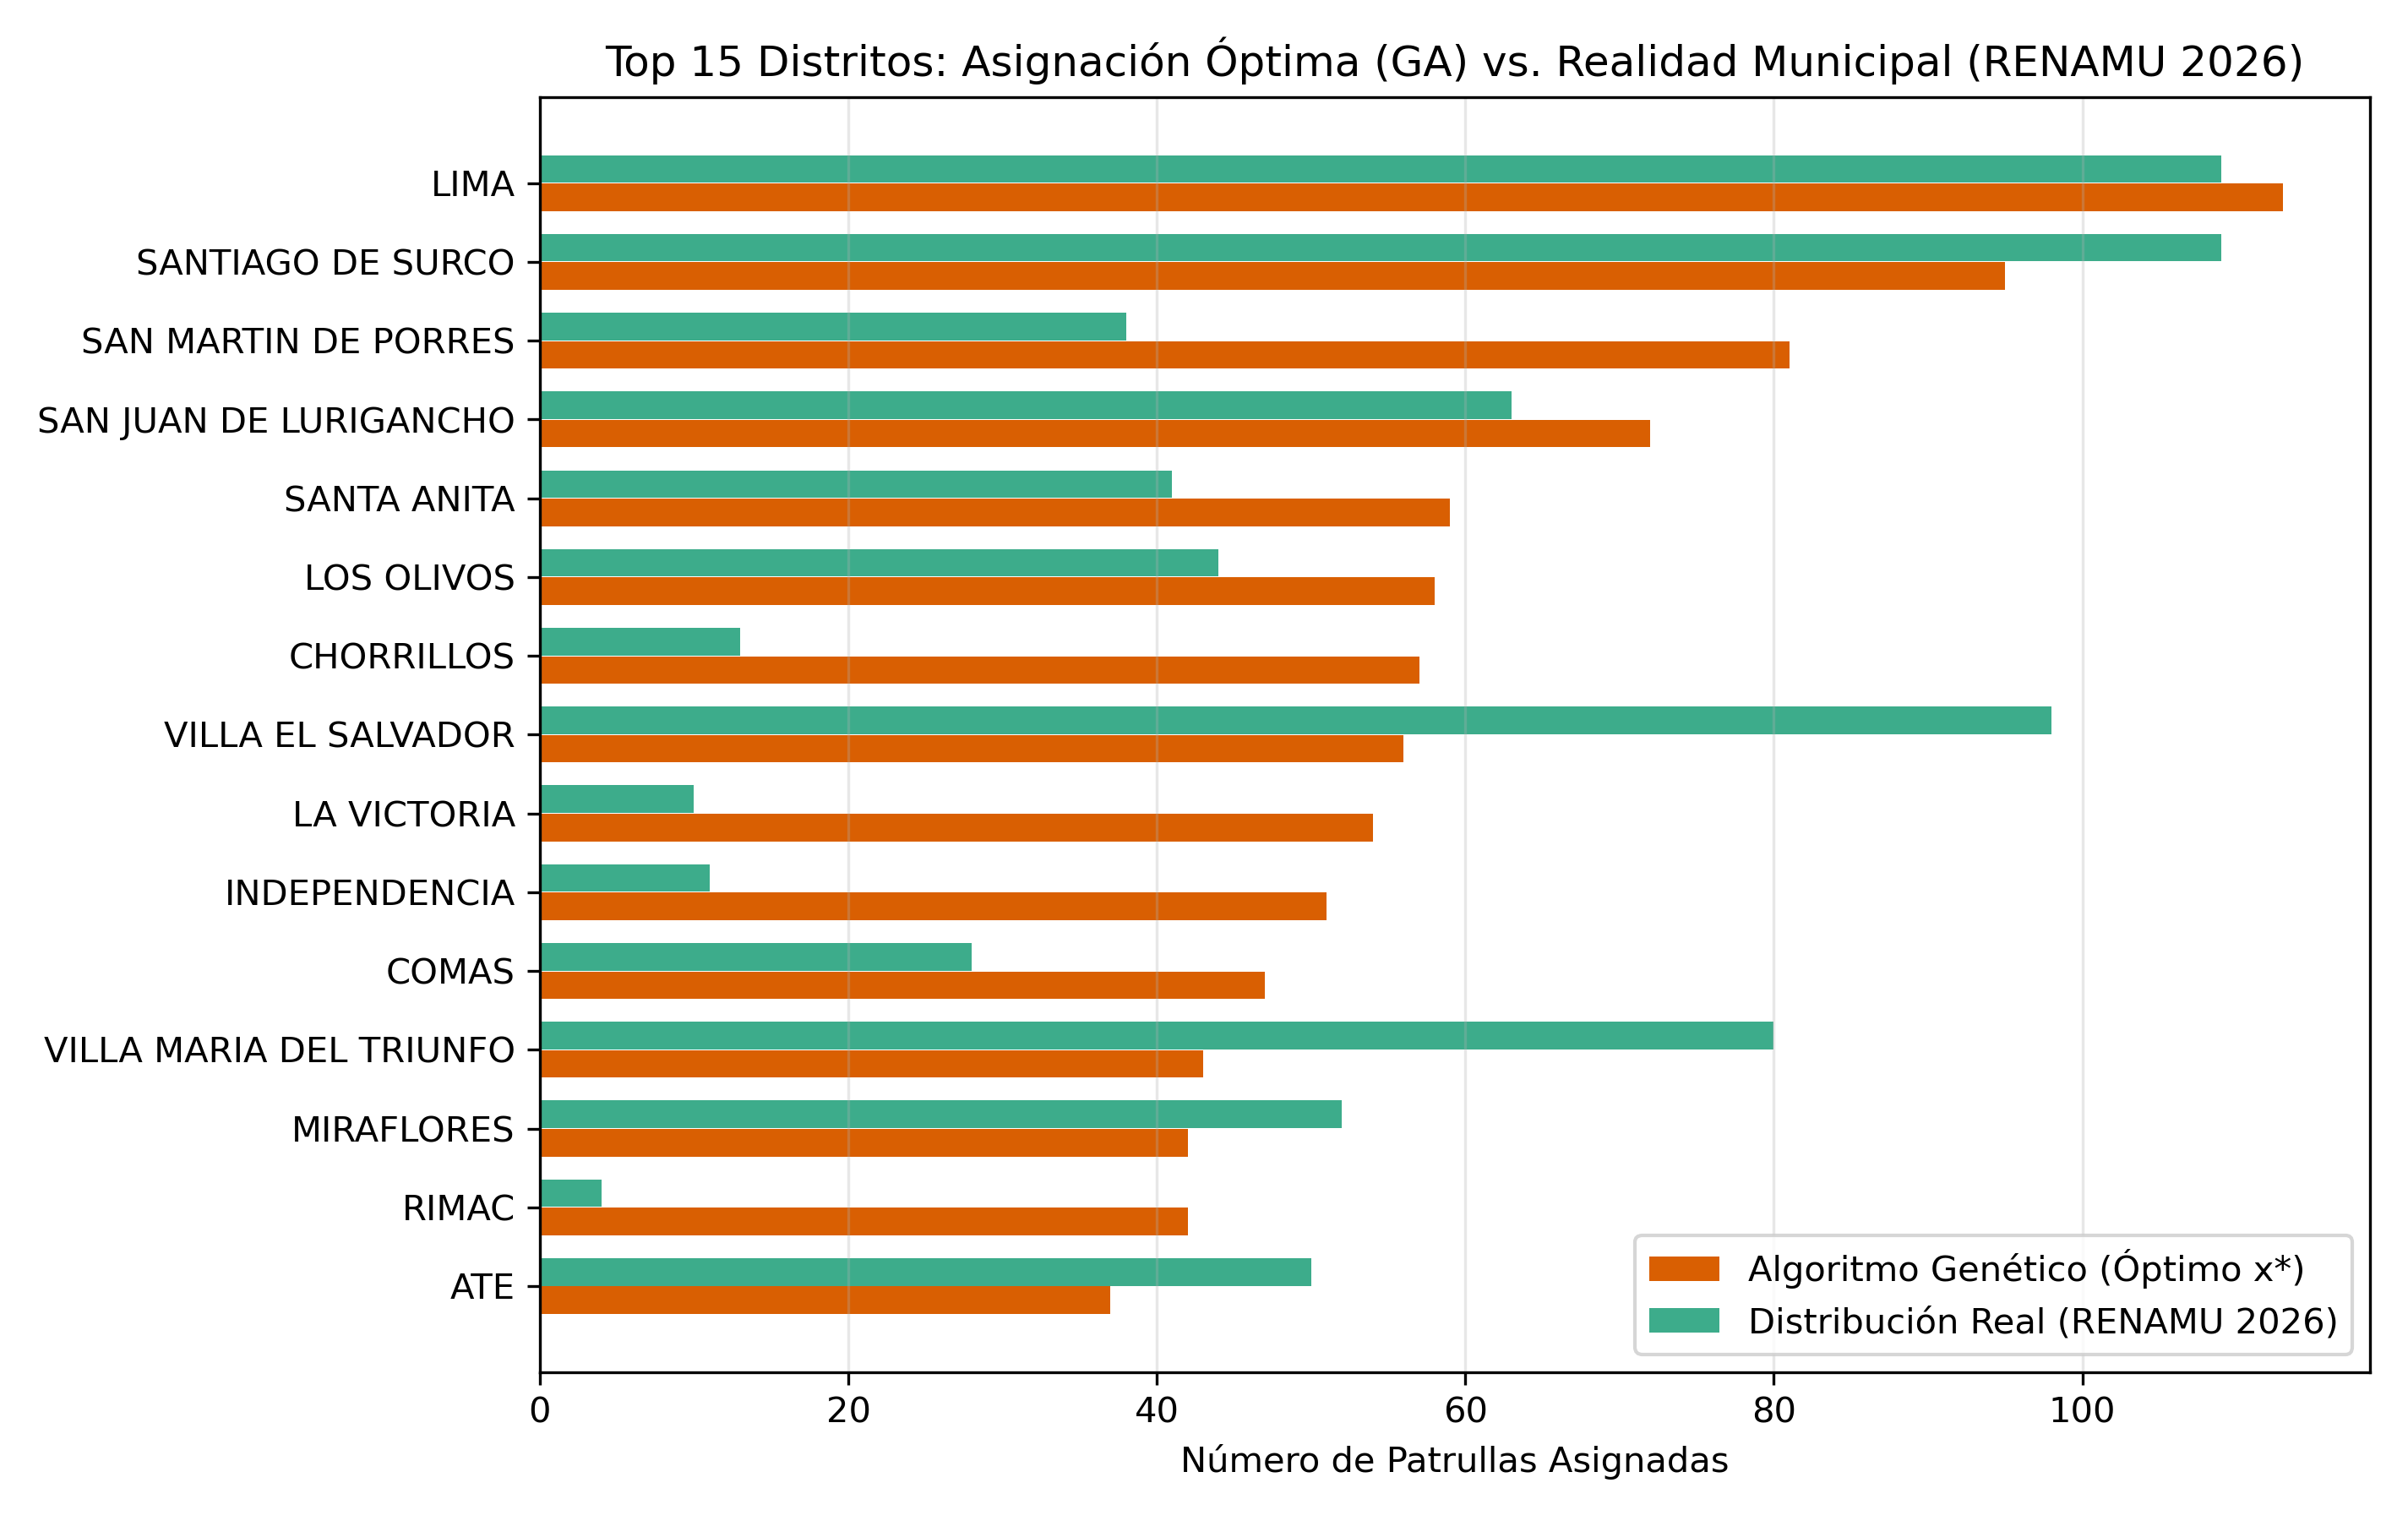 Top 15 Distritos: Asignación Óptima (GA) vs. Realidad Municipal (RENAMU 2026)
LIMA
SANTIAGO DE SURCO
SAN MARTIN DE PORRES
SAN JUAN DE LURIGANCHO
SANTA ANITA
LOS OLIVOS
CHORRILLOS
VILLA EL SALVADOR
LA VICTORIA
INDEPENDENCIA
COMAS
VILLA MARIA DEL TRIUNFO
MIRAFLORES
RIMAC
ATE
Algoritmo Genético (Óptimo x*)
Distribución Real (RENAMU 2026)
0 20 40 60 80 100
Número de Patrullas Asignadas